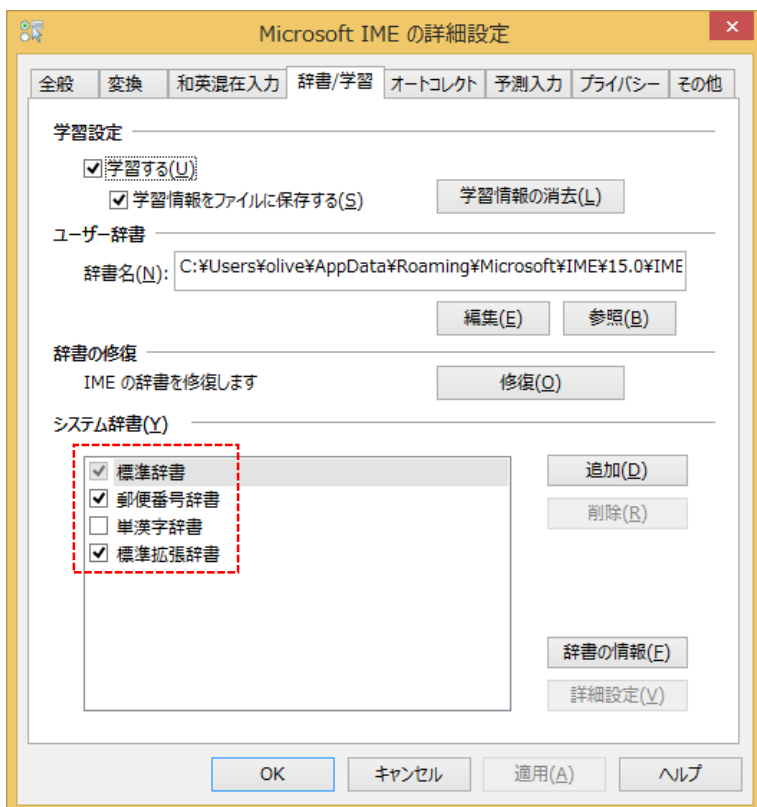 Microsoft IME の詳細設定
全般 変換 和英混在入力 辞書/学習 オートコレクト 予測入力 プライバシー その他
学習設定
学習する(U)
学習情報をファイルに保存する(S) 学習情報の消去(L)
ユーザー辞書
辞書名(N): C:¥Users¥olive¥AppData¥Roaming¥Microsoft¥IME¥15.0¥IME
編集(E) 参照(B)
辞書の修復
IME の辞書を修復します 修復(O)
システム辞書(Y)
標準辞書 追加(D)
郵便番号辞書 削除(R)
単漢字辞書
標準拡張辞書
辞書の情報(F)
詳細設定(V)
OK キャンセル 適用(A) ヘルプ